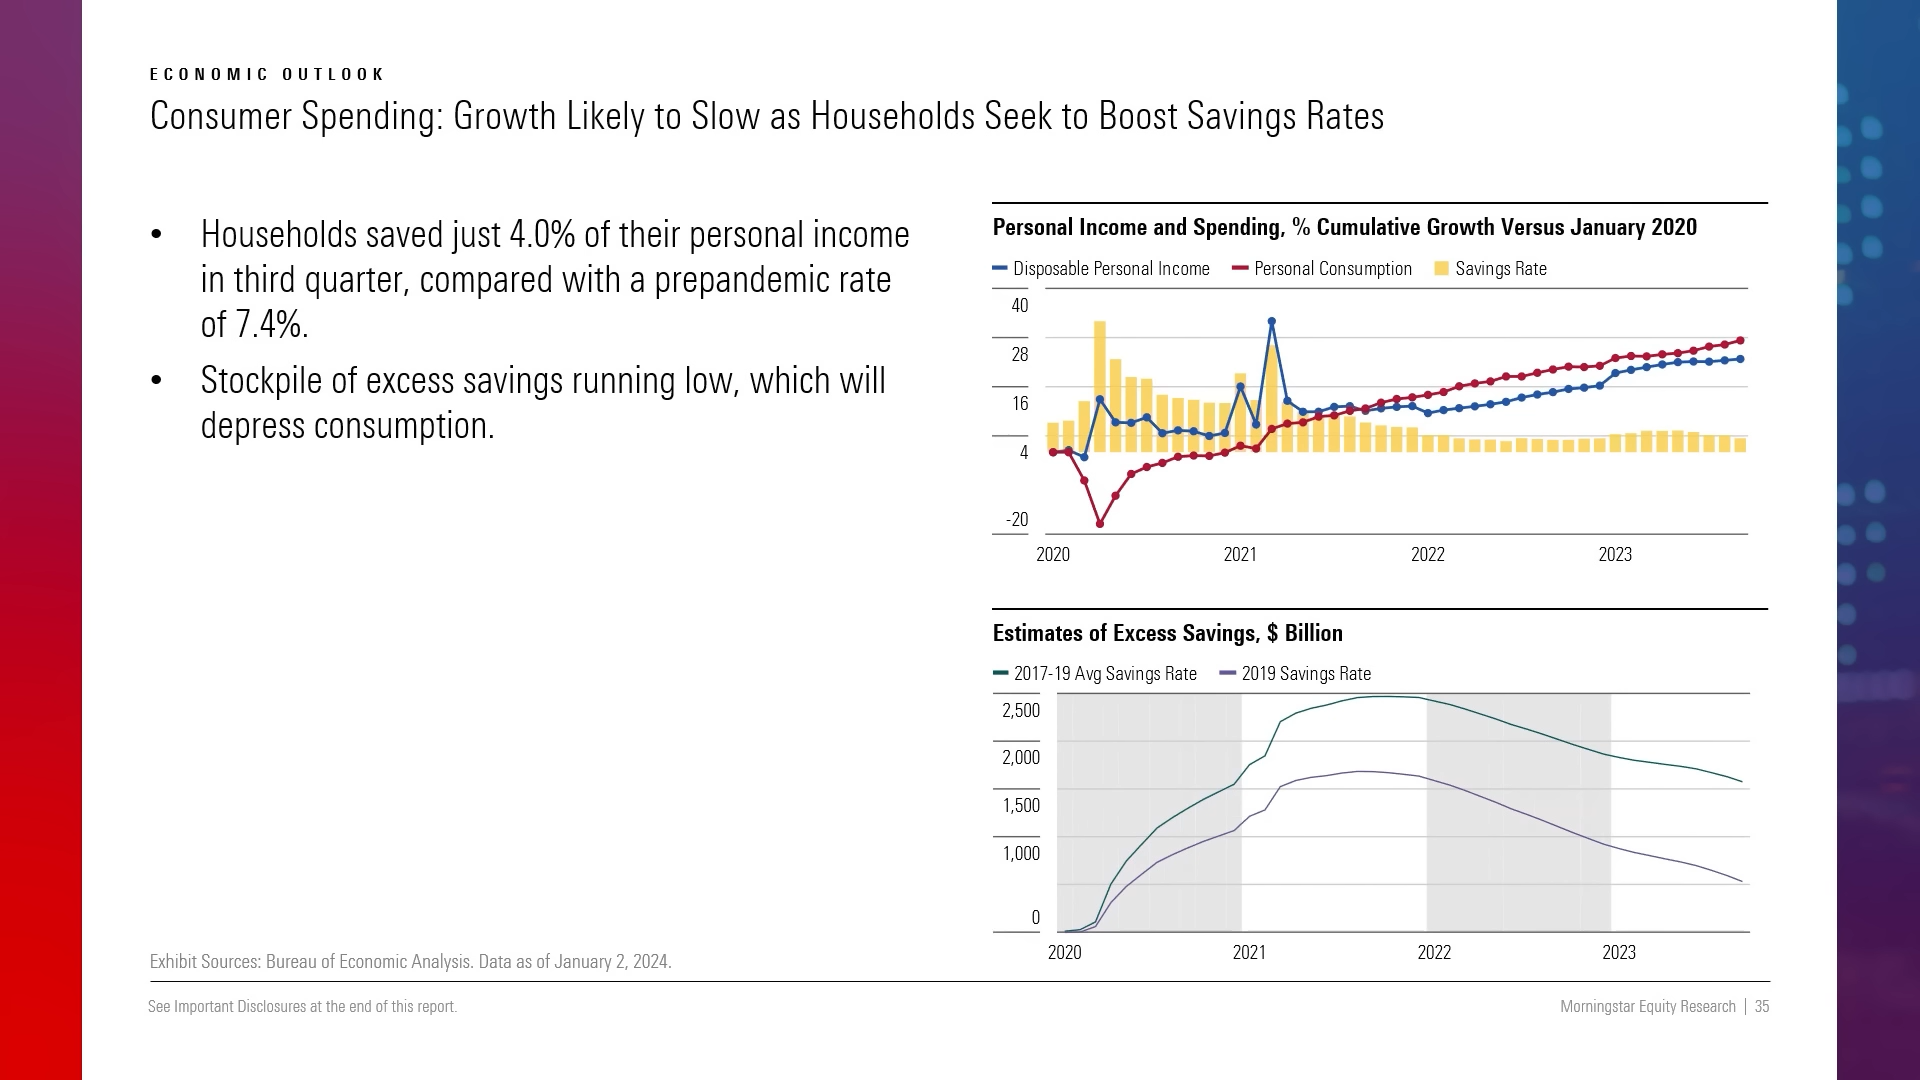 ECONOMIC OUTLOOK
Consumer Spending: Growth Likely to Slow as Households Seek to Boost Savings Rates
• Households saved just 4.0% of their personal income
in third quarter, compared with a prepandemic rate
of 7.4%.
• Stockpile of excess savings running low, which will
depress consumption.
Personal Income and Spending, % Cumulative Growth Versus January 2020
Disposable Personal Income Personal Consumption Savings Rate
40
28
16
4
-20
2020 2021 2022 2023
Estimates of Excess Savings, $ Billion
2017-19 Avg Savings Rate 2019 Savings Rate
2,500
2,000
1,500
1,000
0
2020 2021 2022 2023
Exhibit Sources: Bureau of Economic Analysis. Data as of January 2, 2024.
See Important Disclosures at the end of this report.
Morningstar Equity Research | 35